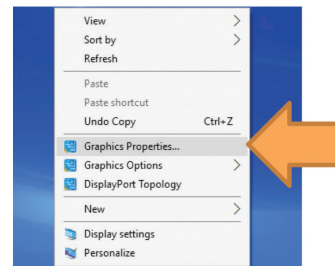 View
Sort by
Refresh
Paste
Paste shortcut
Undo Copy Ctrl+Z
Graphics Properties...
Graphics Options
DisplayPort Topology
New
Display settings
Personalize